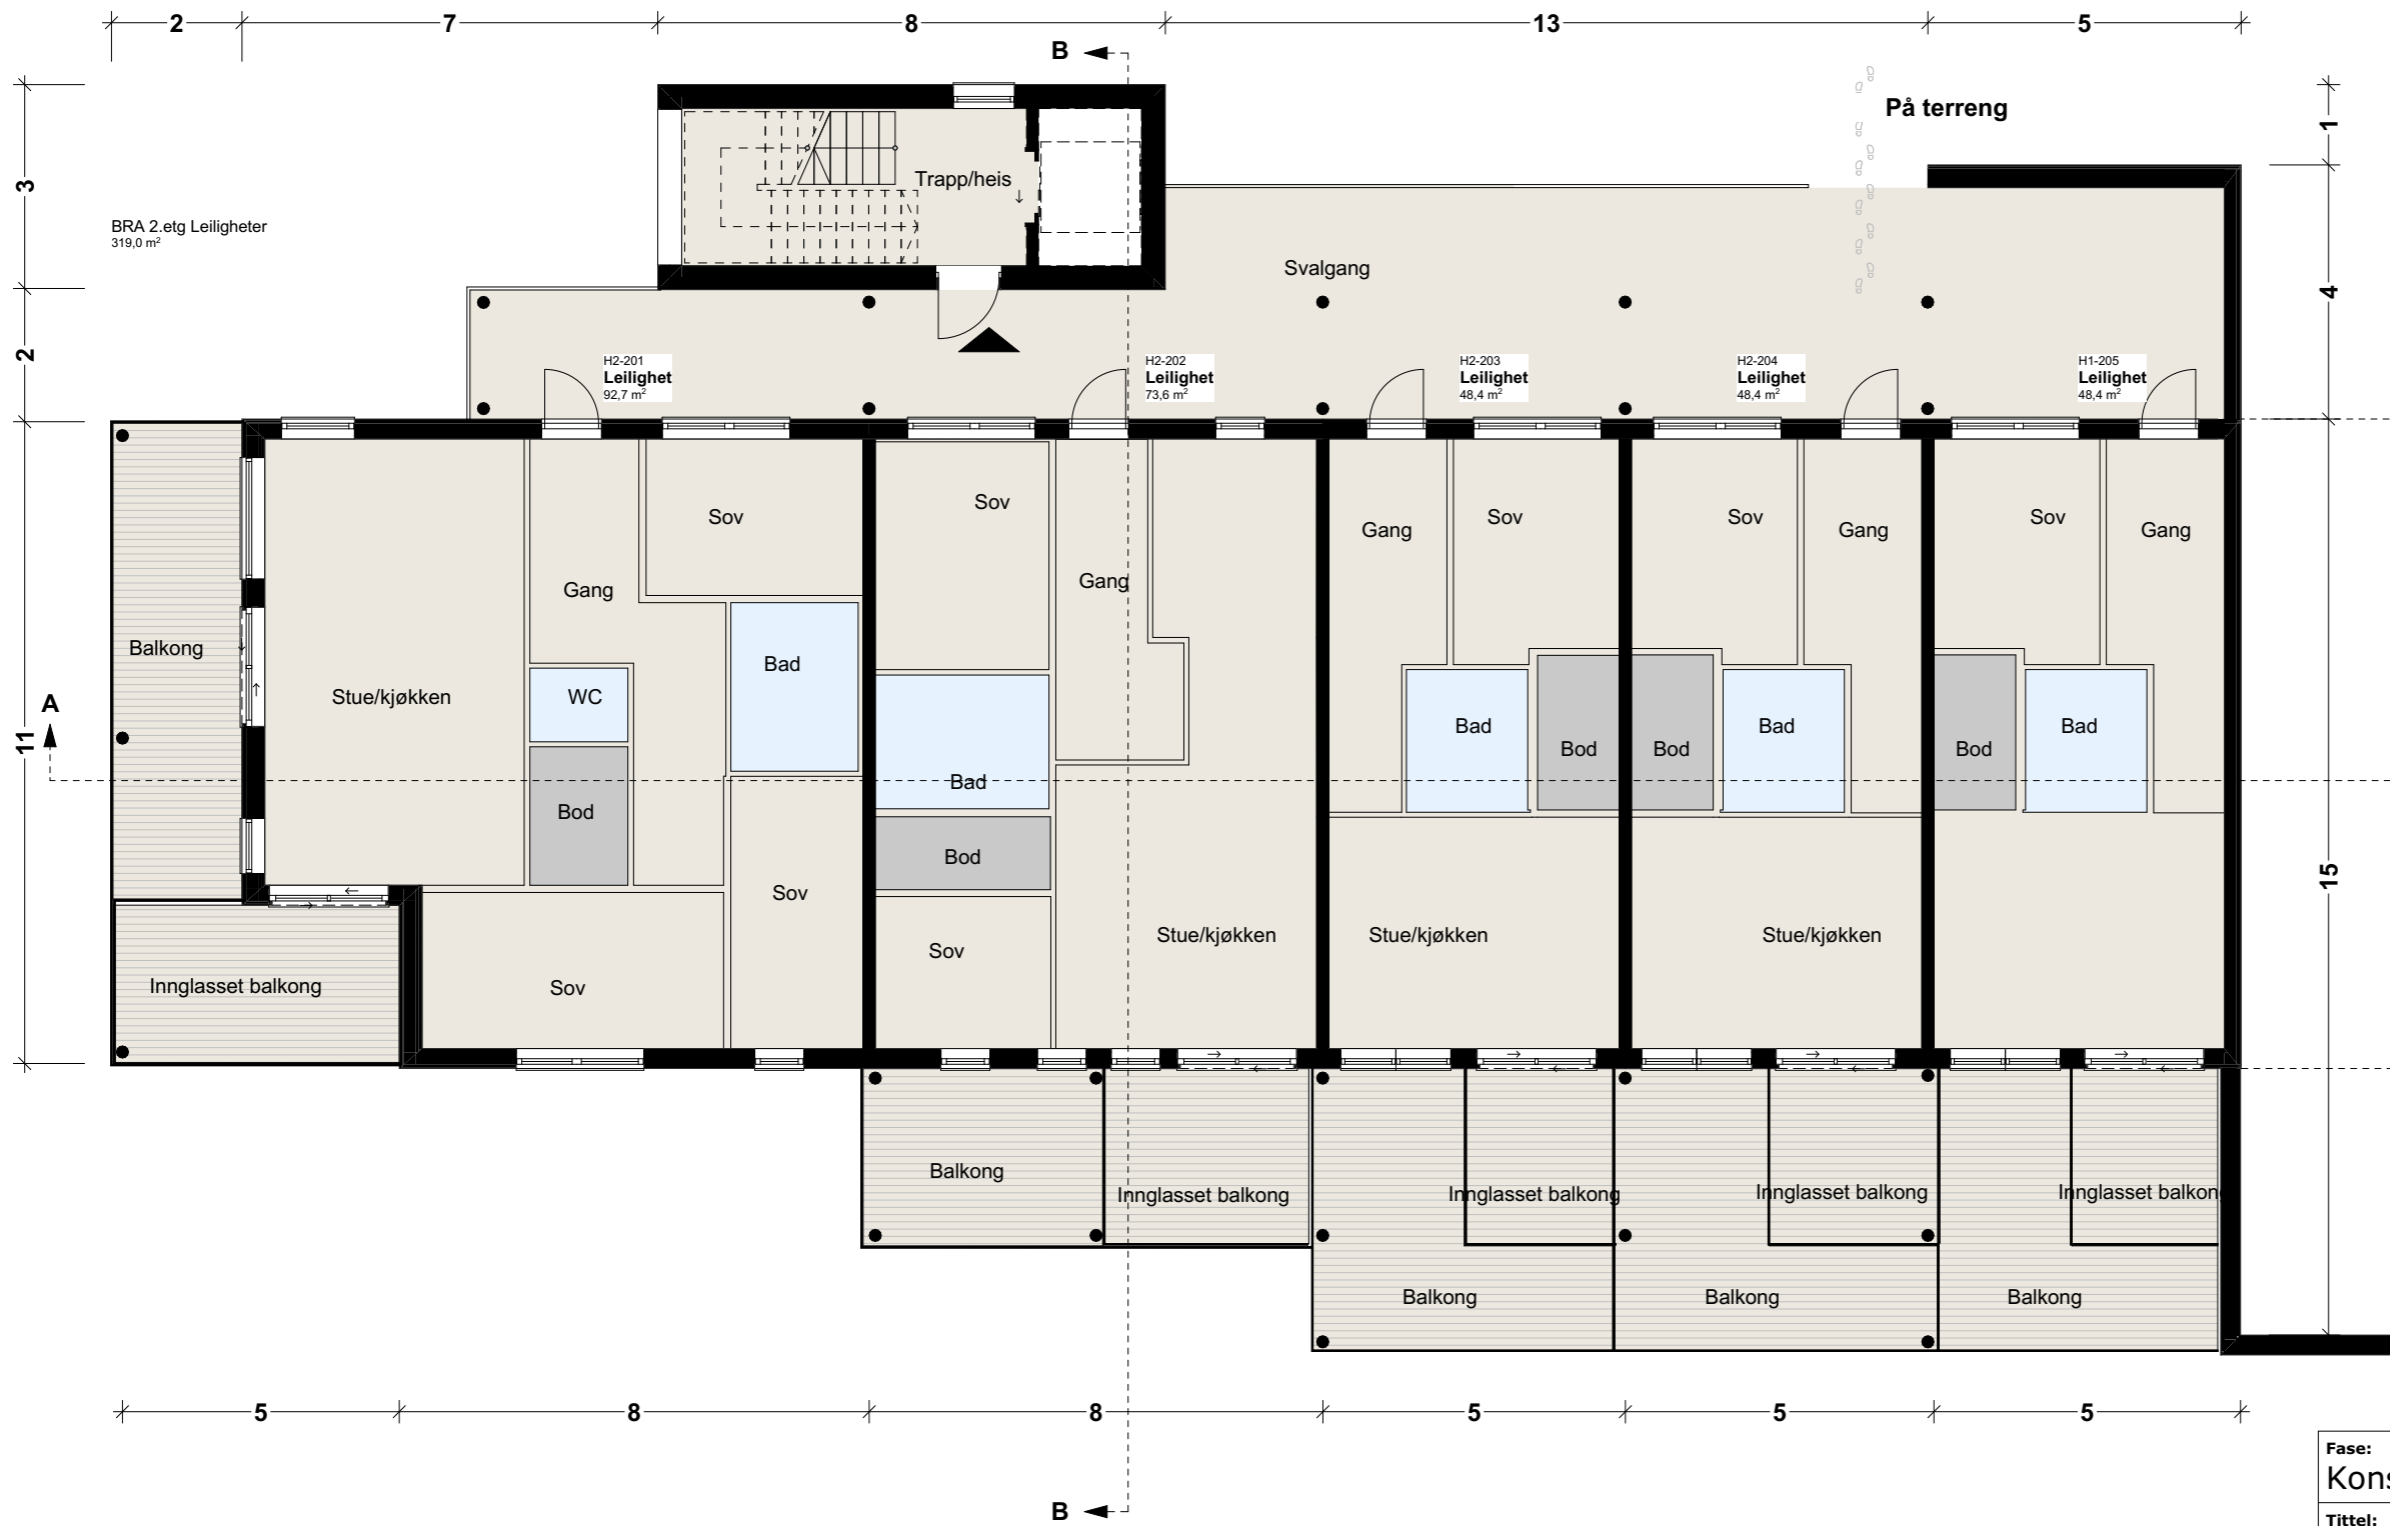 2 7 8 13 5
B
På terreng
1
3
Trapp/heis
BRA 2.etg Leiligheter
319,0 m²
Svalgang
4
2
H2-201
Leilighet
92,7 m²
H2-202
Leilighet
73,6 m²
H2-203
Leilighet
48,4 m²
H2-204
Leilighet
48,4 m²
H1-205
Leilighet
48,4 m²
Sov Sov Sov Sov Sov
Gang Gang Gang
Gang Gang
Balkong
Bad
Stue/kjøkken WC
A
11
Bad Bad Bad
Bod Bod Bod
Bad
Bod
Bod
15
Sov
Sov Stue/kjøkken Stue/kjøkken Stue/kjøkken
Innglasset balkong Sov
Balkong
Innglasset balkong Innglasset balkong Innglasset balkong Innglasset balkong
Balkong Balkong Balkong
5 8 8 5 5 5
Fase:
Kons
B
Tittel: